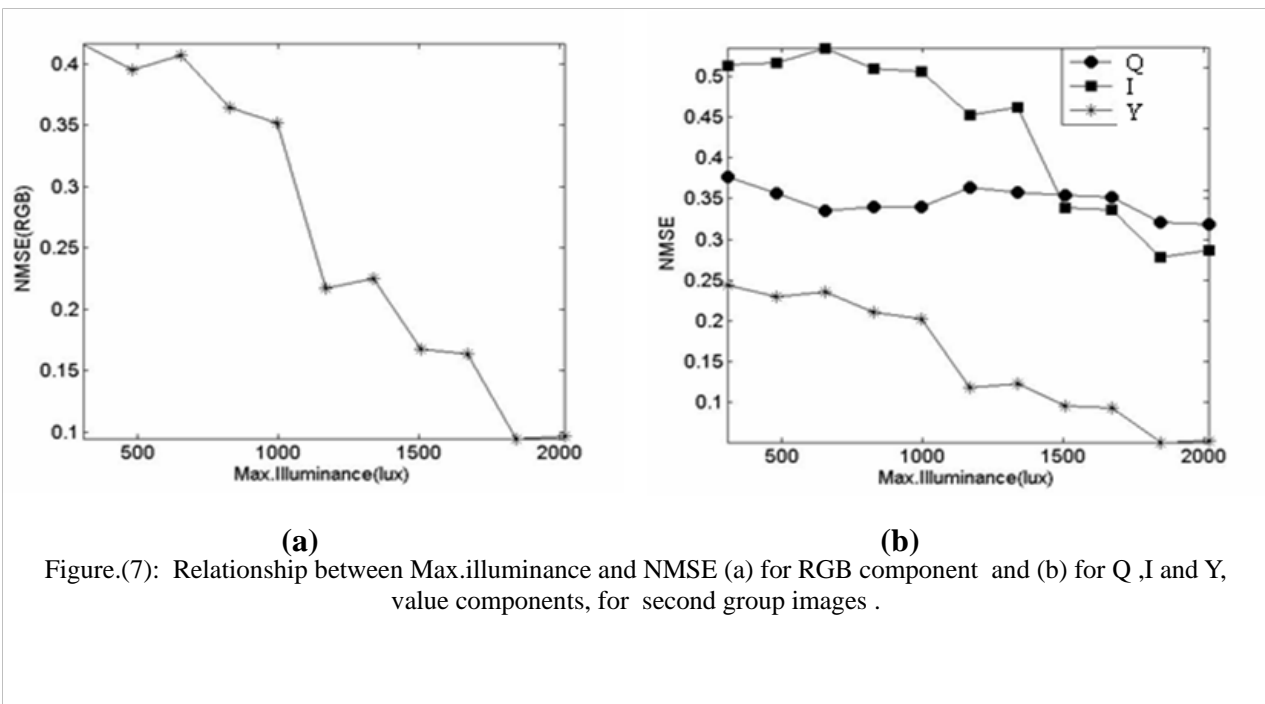 0.4
0.35
0.3
0.25
0.2
0.15
0.1
NMSE(RGB)
500 1000 1500 2000
Max.Illuminance(lux)
(a)
0.5
0.45
0.4
0.35
0.3
0.25
0.2
0.15
0.1
NMSE
Q
I
Y
500 1000 1500 2000
Max.Illuminance(lux)
(b)
Figure.(7): Relationship between Max.illuminance and NMSE (a) for RGB component and (b) for Q ,I and Y,
value components, for second group images .